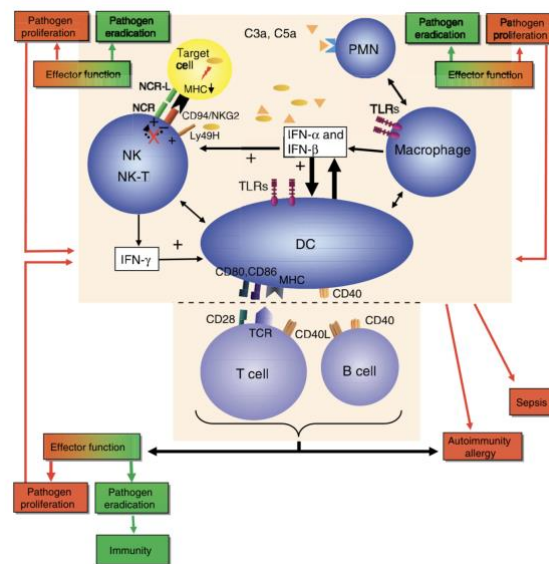 Pathogen
proliferation
Pathogen
eradication
Effector function
C3a, C5a
PMN
Pathogen
eradication
Pathogen
proliferation
Effector function
Target
cell
MHC
NCR-L
NCR
CD94/NKG2
Ly49H
NK
NK-T
IFN-α and
IFN-β
TLRs
Macrophage
TLRs
DC
IFN-γ
+
+
+
+
−
CD80,CD86
MHC
CD40
CD28
TCR
CD40L
CD40
T cell
B cell
Sepsis
Autoimmunity
allergy
Effector function
Pathogen
proliferation
Pathogen
eradication
Immunity